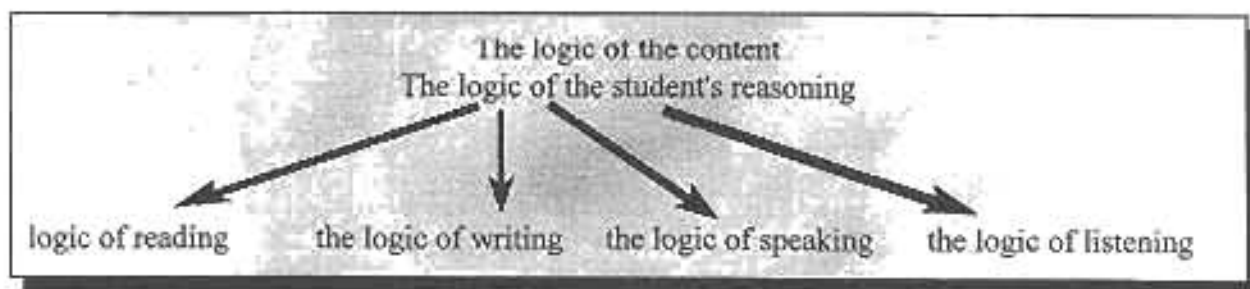 The logic of the content
The logic of the student's reasoning
logic of reading the logic of writing the logic of speaking the logic of listening